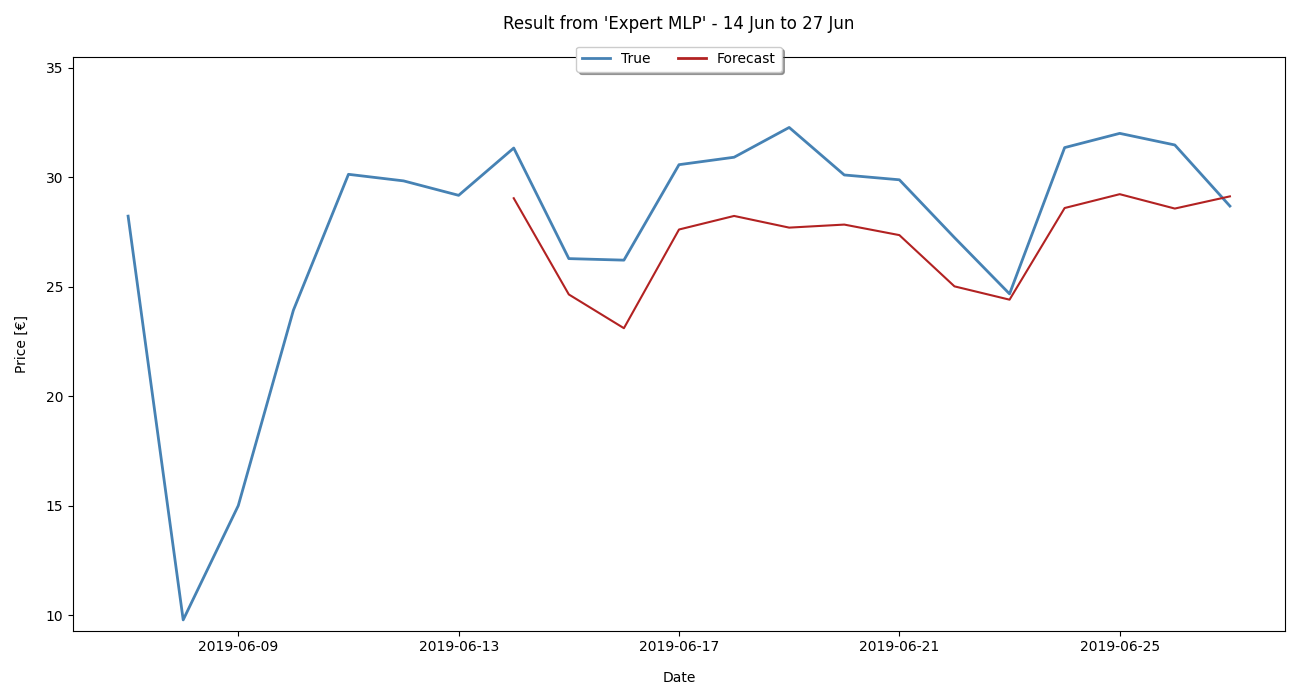 Result from 'Expert MLP' - 14 Jun to 27 Jun
True Forecast
35
30
25
20
15
10
Price [€]
2019-06-09 2019-06-13 2019-06-17 2019-06-21 2019-06-25
Date